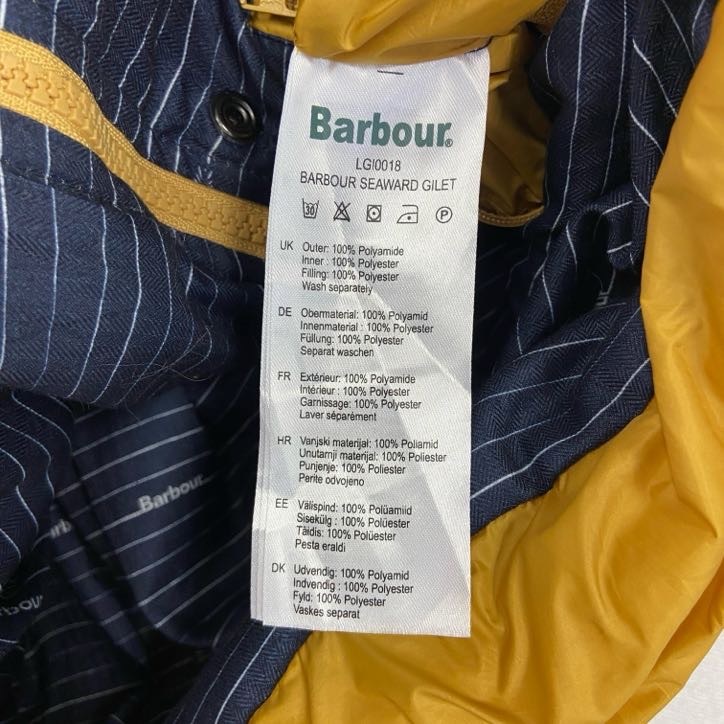 Barbour®
LGI0018
BARBOUR SEAWARD GILET
30
P
UK Outer: 100% Polyamide
Inner : 100% Polyester
Filling: 100% Polyester
Wash separately
DE Obermaterial: 100% Polyamid
Innenmaterial : 100% Polyester
Füllung: 100% Polyester
Separat waschen
FR Extérieur: 100% Polyamide
Intérieur : 100% Polyester
Garnissage: 100% Polyester
Laver séparément
HR Vanjski materijal: 100% Poliamid
Unutarnji materijal: 100% Poliester
Punjenje: 100% Poliester
Perite odvojeno
EE Välispind: 100% Polüamiid
Sisekülg : 100% Polüester
Täidis: 100% Polüester
Pesta eraldi
DK Udvendig: 100% Polyamid
Indvendig : 100% Polyester
Fyld: 100% Polyester
Vaskes separat
Barbour